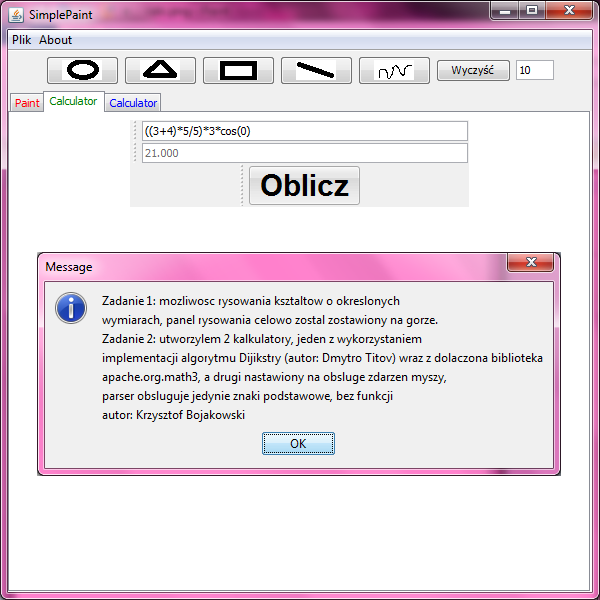 SimplePaint
Plik About
Wyczyść 10
Paint Calculator Calculator
((3+4)*5/5)*3*cos(0)
21.000
Oblicz
Message
Zadanie 1: mozliwosc rysowania ksztaltow o okreslonych
wymiarach, panel rysowania celowo zostal zostawiony na gorze.
Zadanie 2: utworzylem 2 kalkulatory, jeden z wykorzystaniem
implementacji algorytmu Dijikstry (autor: Dmytro Titov) wraz z dolaczona biblioteka
apache.org.math3, a drugi nastawiony na obsluge zdarzen myszy,
parser obsluguje jedynie znaki podstawowe, bez funkcji
autor: Krzysztof Bojakowski
OK